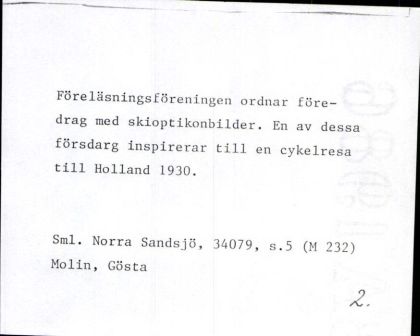 Föreläsningsföreningen ordnar före-
drag med skioptikonbilder. En av dessa
försdarg inspirerar till en cykelresa
till Holland 1930.
Sml. Norra Sandsjö, 34079, s.5 (M 232)
Molin, Gösta
2.